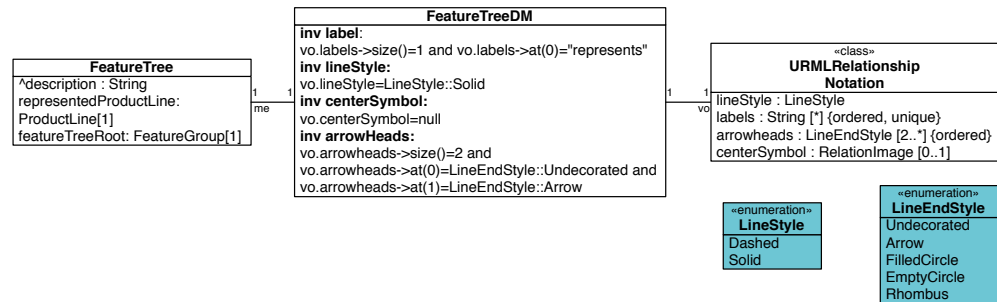 FeatureTree
^description : String
representedProductLine:
ProductLine[1]
featureTreeRoot: FeatureGroup[1]
1
me
1
FeatureTreeDM
inv label:
vo.labels->size()=1 and vo.labels->at(0)="represents"
inv lineStyle:
vo.lineStyle=LineStyle::Solid
inv centerSymbol:
vo.centerSymbol=null
inv arrowHeads:
vo.arrowheads->size()=2 and
vo.arrowheads->at(0)=LineEndStyle::Undecorated and
vo.arrowheads->at(1)=LineEndStyle::Arrow
1
1
vo
«class»
URMLRelationship
Notation
lineStyle : LineStyle
labels : String [*] {ordered, unique}
arrowheads : LineEndStyle [2..*] {ordered}
centerSymbol : RelationImage [0..1]
«enumeration»
LineStyle
Dashed
Solid
«enumeration»
LineEndStyle
Undecorated
Arrow
FilledCircle
EmptyCircle
Rhombus